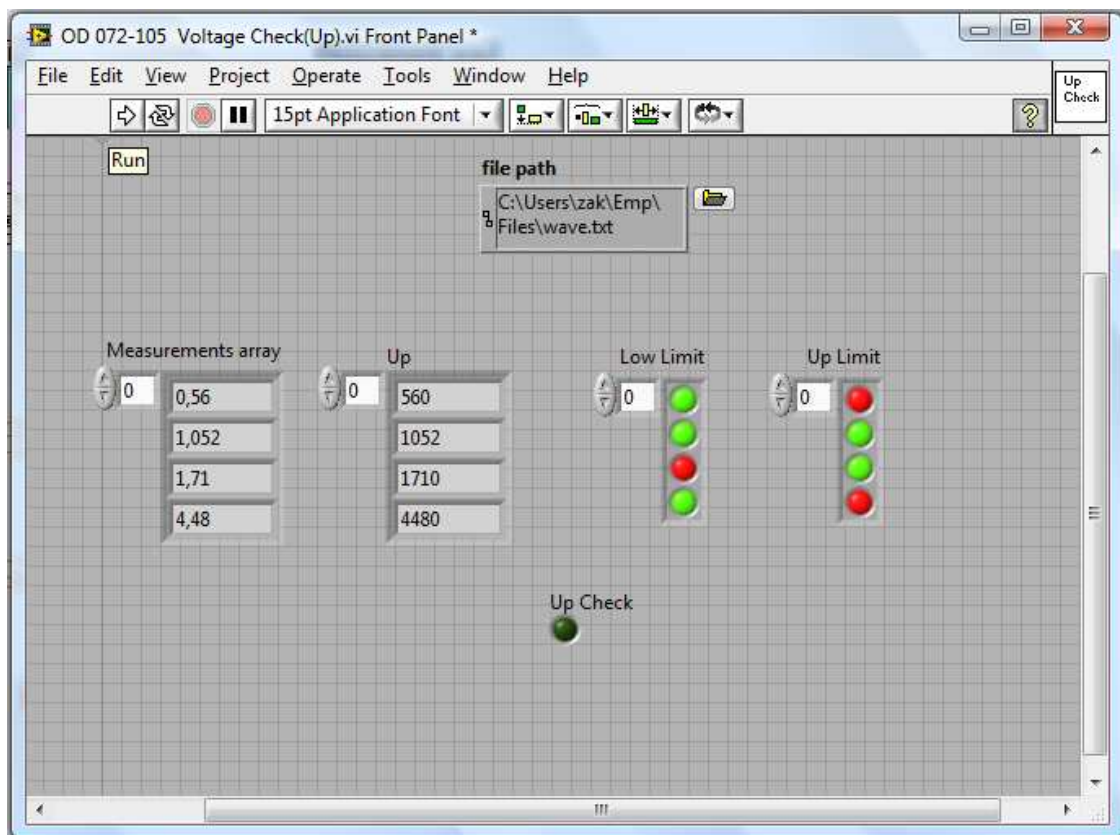 OD 072-105 Voltage Check(Up).vi Front Panel *
File Edit View Project Operate Tools Window Help
Up
Check
15pt Application Font
Run
file path
C:\Users\zak\Emp\
Files\wave.txt
Measurements array
Up
Low Limit
Up Limit
0
0,56
0
560
0
0
1,052
1052
1,71
1710
4,48
4480
Up Check